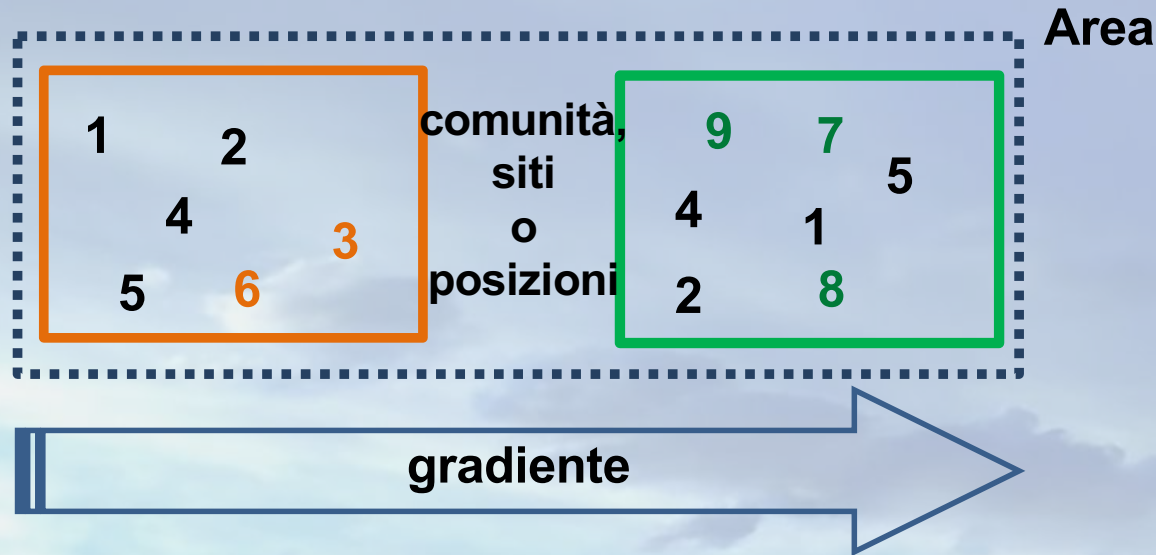 Area
1 2
4
3
5 6
comunità,
siti
o
posizioni
9 7
5
4 1
2 8
gradiente